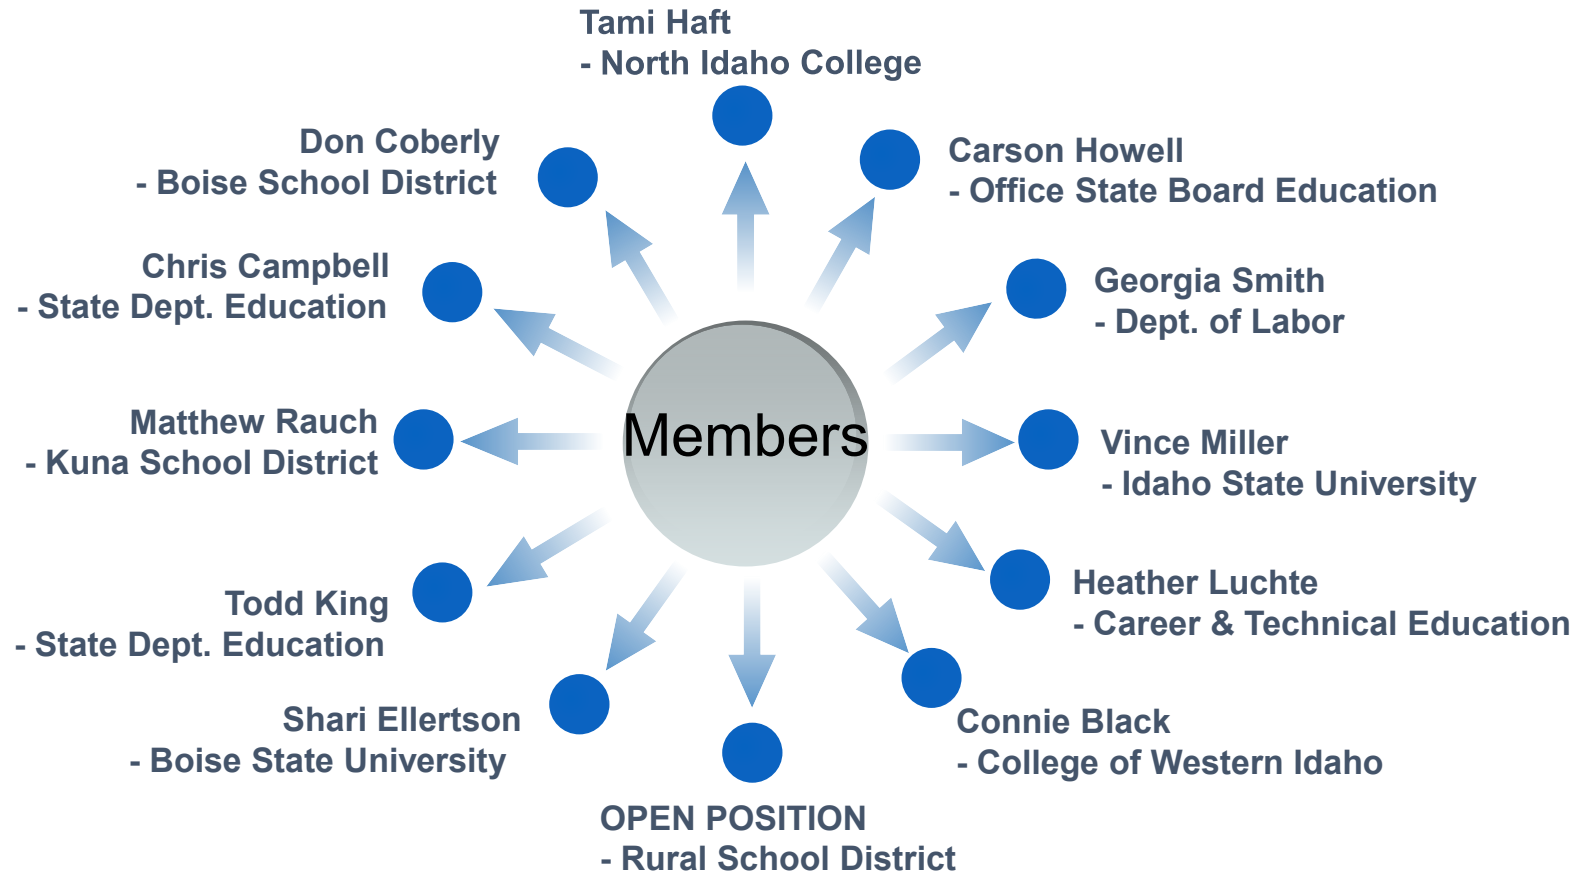 Tami Haft
- North Idaho College
Don Coberly
- Boise School District
Carson Howell
- Office State Board Education
Chris Campbell
- State Dept. Education
Georgia Smith
- Dept. of Labor
Matthew Rauch
- Kuna School District
Members
Vince Miller
- Idaho State University
Todd King
- State Dept. Education
Heather Luchte
- Career & Technical Education
Shari Ellertson
- Boise State University
Connie Black
- College of Western Idaho
OPEN POSITION
- Rural School District